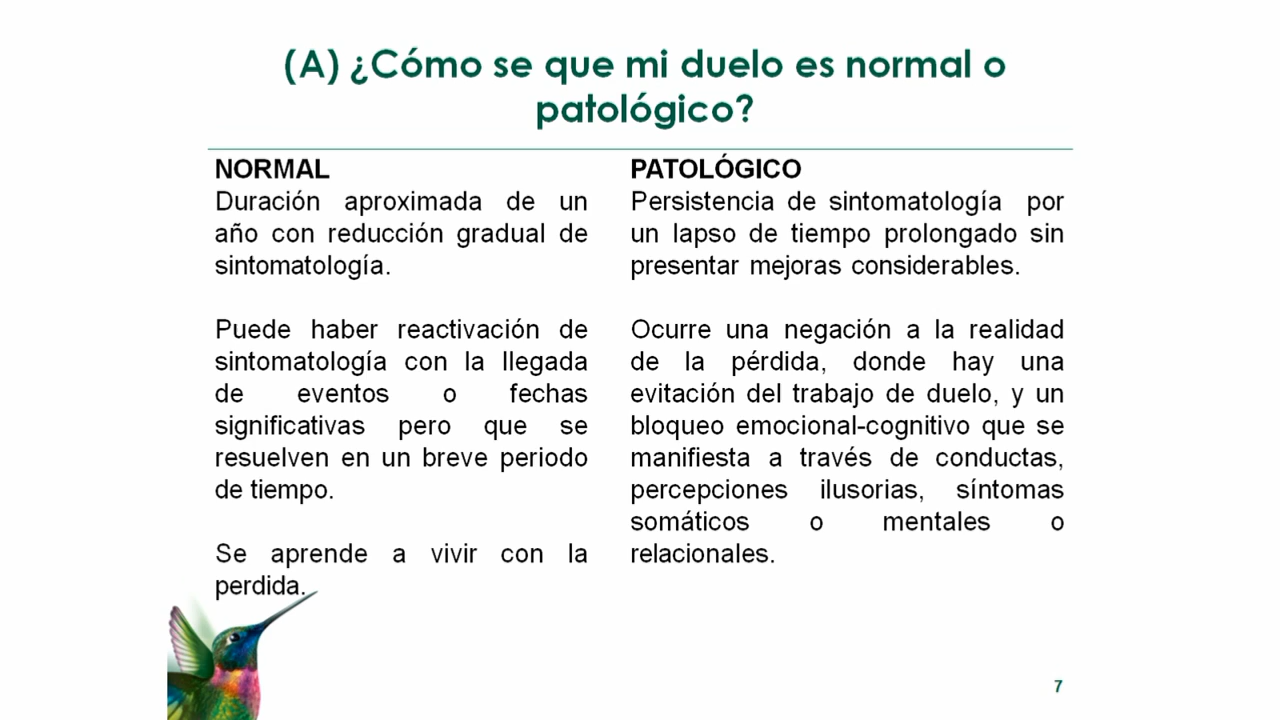 (A) ¿Cómo se que mi duelo es normal o
patológico?
NORMAL
Duración aproximada de un
año con reducción gradual de
sintomatología.
Puede haber reactivación de
sintomatología con la llegada
de eventos o fechas
significativas pero que se
resuelven en un breve periodo
de tiempo.
Se aprende a vivir con la
perdida.
PATOLÓGICO
Persistencia de sintomatología por
un lapso de tiempo prolongado sin
presentar mejoras considerables.
Ocurre una negación a la realidad
de la pérdida, donde hay una
evitación del trabajo de duelo, y un
bloqueo emocional-cognitivo que se
manifiesta a través de conductas,
percepciones ilusorias, síntomas
somáticos o mentales o
relacionales.
7